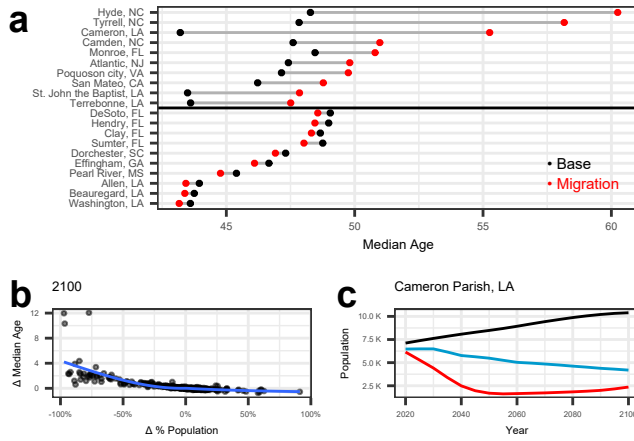 a
Hyde, NC
Tyrrell, NC
Cameron, LA
Camden, NC
Monroe, FL
Atlantic, NJ
Poquoson city, VA
San Mateo, CA
St. John the Baptist, LA
Terrebonne, LA
DeSoto, FL
Hendry, FL
Clay, FL
Sumter, FL
Dorchester, SC
Effingham, GA
Pearl River, MS
Allen, LA
Beauregard, LA
Washington, LA
Base
Migration
45 50 55 60
Median Age
b
2100
12
8
4
0
Δ Median Age
-100% -50% 0% 50% 100%
Δ % Population
c
Cameron Parish, LA
10.0 K
7.5 K
5.0 K
2.5 K
Population
2020 2040 2060 2080 2100
Year